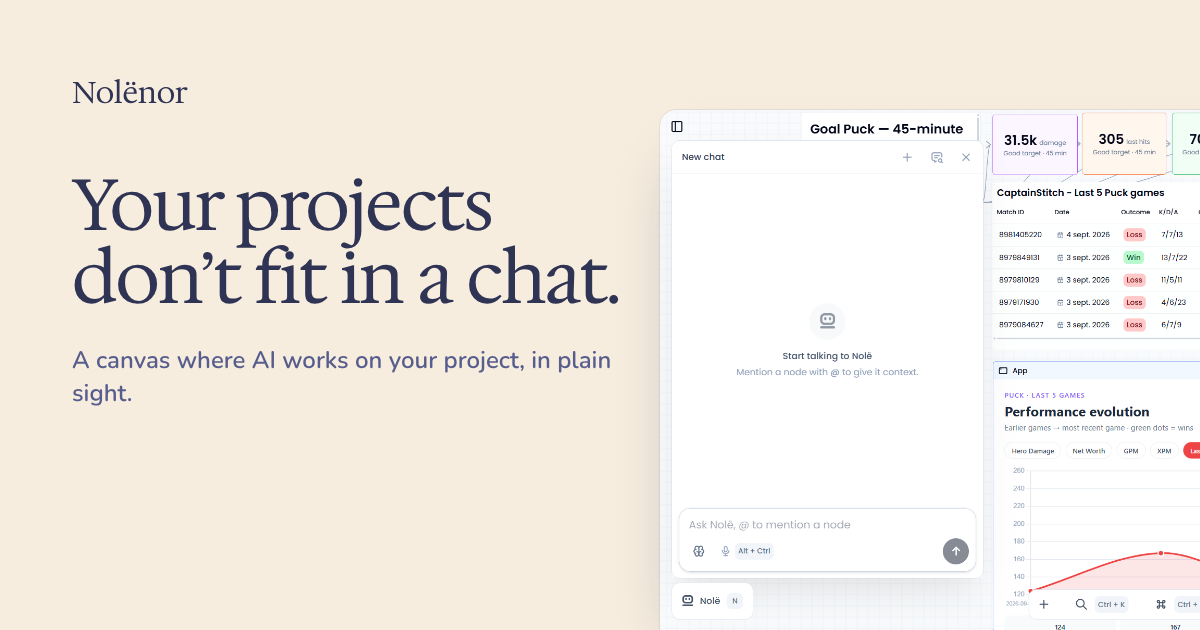 Nolënor
Your projects
don’t fit in a chat.
A canvas where AI works on your project, in plain
sight.
Goal Puck — 45-minute
New chat
Start talking to Nolë
Mention a node with @ to give it context.
Ask Nolë, @ to mention a node
Alt + Ctrl
Nolë N
31.5k damage
Good target · 45 min
305 last hits
Good target · 45 min
CaptainStitch - Last 5 Puck games
Match ID Date Outcome K/D/A
8981405220 4 sept. 2026 Loss 7/7/13
8979849131 3 sept. 2026 Win 13/7/22
8979810129 3 sept. 2026 Loss 11/5/11
8979171930 3 sept. 2026 Loss 4/6/23
8979084627 3 sept. 2026 Loss 6/7/9
App
PUCK · LAST 5 GAMES
Performance evolution
Earlier games → most recent game · green dots = wins
Hero Damage Net Worth GPM XPM
260
240
220
200
180
160
140
120
Ctrl + K Ctrl +
124 167